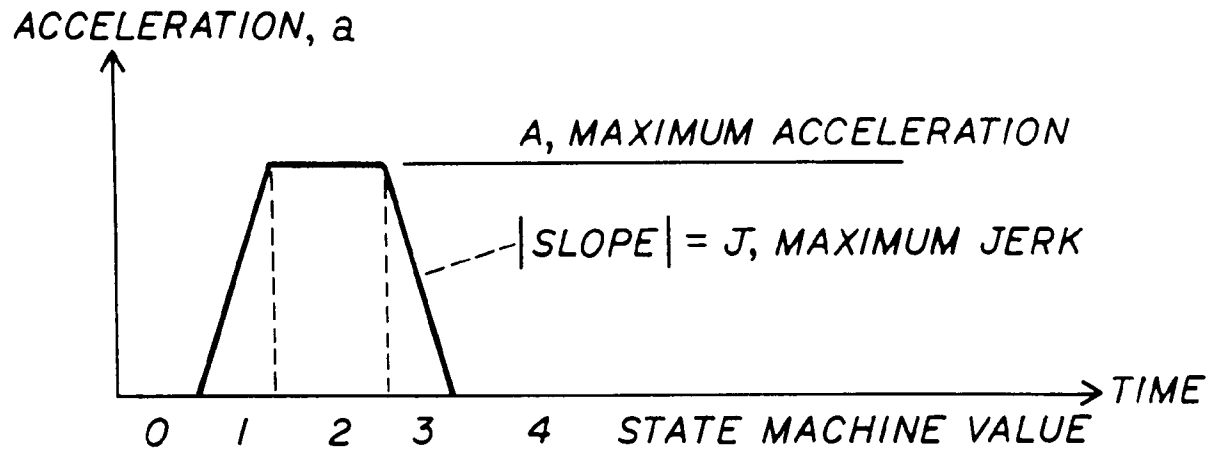 ACCELERATION, a
A, MAXIMUM ACCELERATION
|SLOPE| = J, MAXIMUM JERK
TIME
0 1 2 3 4 STATE MACHINE VALUE